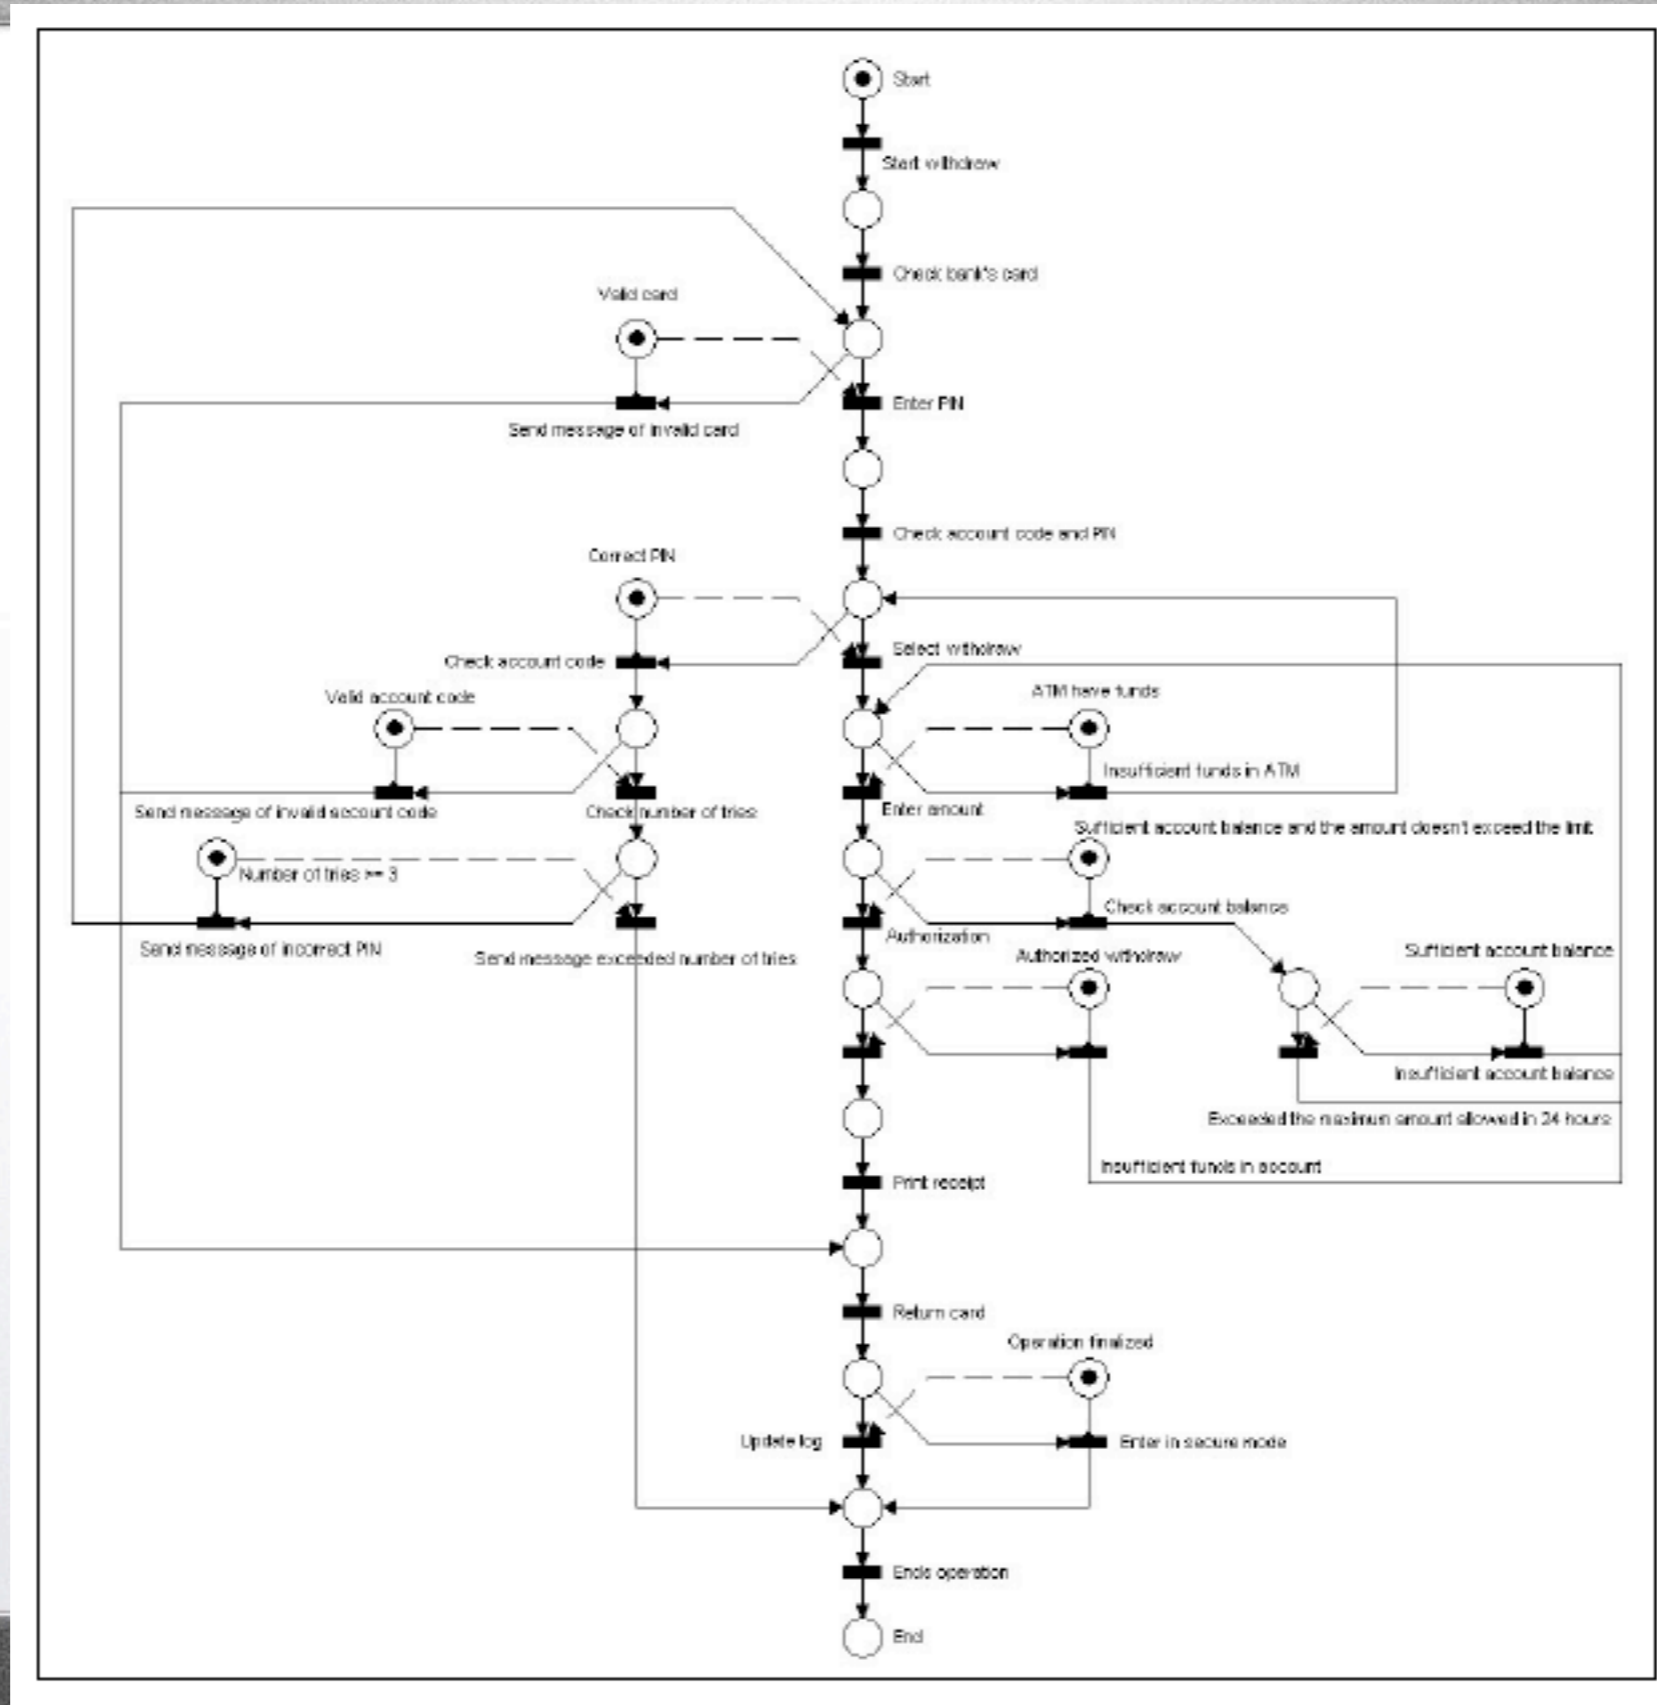 Start
Start withdraw
Check bank's card
Valid card
Enter PIN
Send message of invalid card
Check account code and PIN
Correct PIN
Select withdraw
Check account code
ATM have funds
Valid account code
Insufficient funds in ATM
Enter amount
Send message of invalid account code
Check number of tries
Sufficient account balance and the amount doesn't exceed the limit
Number of tries >= 3
Check account balance
Authorization
Send message of incorrect PIN
Send message exceeded number of tries
Authorized withdraw
Sufficient account balance
Insufficient account balance
Exceeded the maximum amount allowed in 24 hours
Insufficient funds in account
Print receipt
Return card
Operation finalized
Update log
Enter in secure mode
Ends operation
End